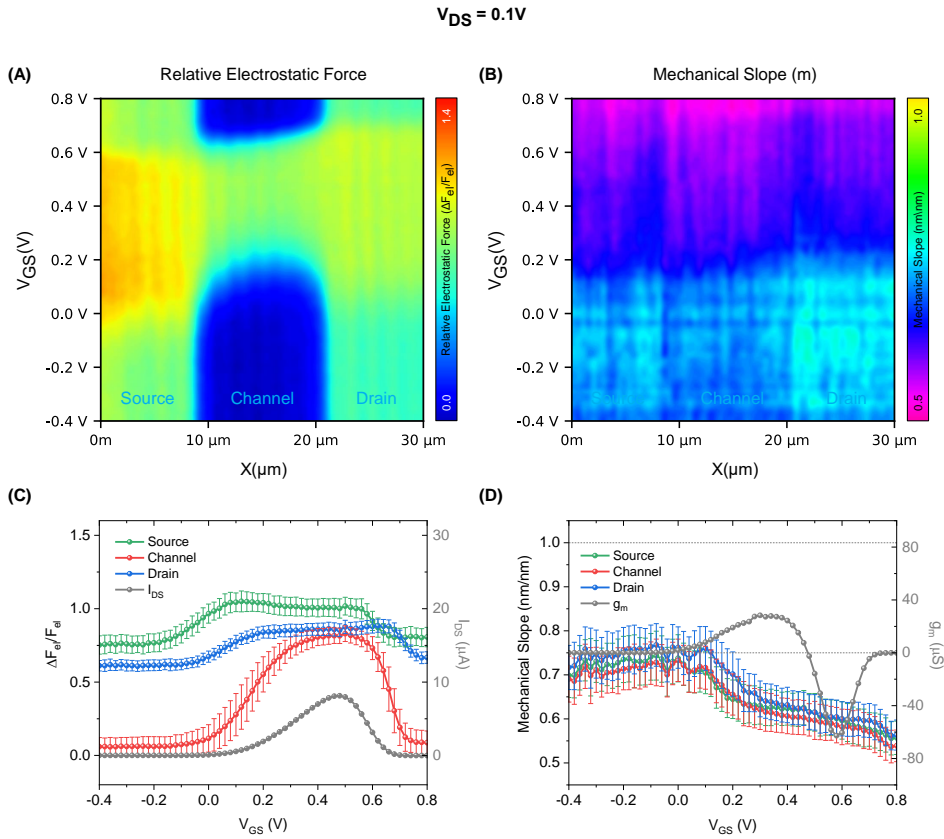 V_DS = 0.1V
(A)
Relative Electrostatic Force
0.8 V
0.6 V
0.4 V
0.2 V
0.0 V
-0.2 V
-0.4 V
V_GS(V)
Source
Channel
Drain
0m
10 µm
20 µm
30 µm
X(µm)
1.4
Relative Electrostatic Force (ΔF_el/F_el)
0.0
(B)
Mechanical Slope (m)
0.8 V
0.6 V
0.4 V
0.2 V
0.0 V
-0.2 V
-0.4 V
V_GS(V)
Source
Channel
Drain
0m
10 µm
20 µm
30 µm
X(µm)
1.0
Mechanical Slope (nm\nm)
0.5
(C)
1.5
1.0
0.5
0.0
ΔF_el/F_el
Source
Channel
Drain
I_DS
30
20
10
0
I_DS (µA)
-0.4
-0.2
0.0
0.2
0.4
0.6
0.8
V_GS (V)
(D)
1.0
0.9
0.8
0.7
0.6
0.5
Mechanical Slope (nm/nm)
Source
Channel
Drain
g_m
80
40
0
-40
-80
g_m (µS)
-0.4
-0.2
0.0
0.2
0.4
0.6
0.8
V_GS (V)